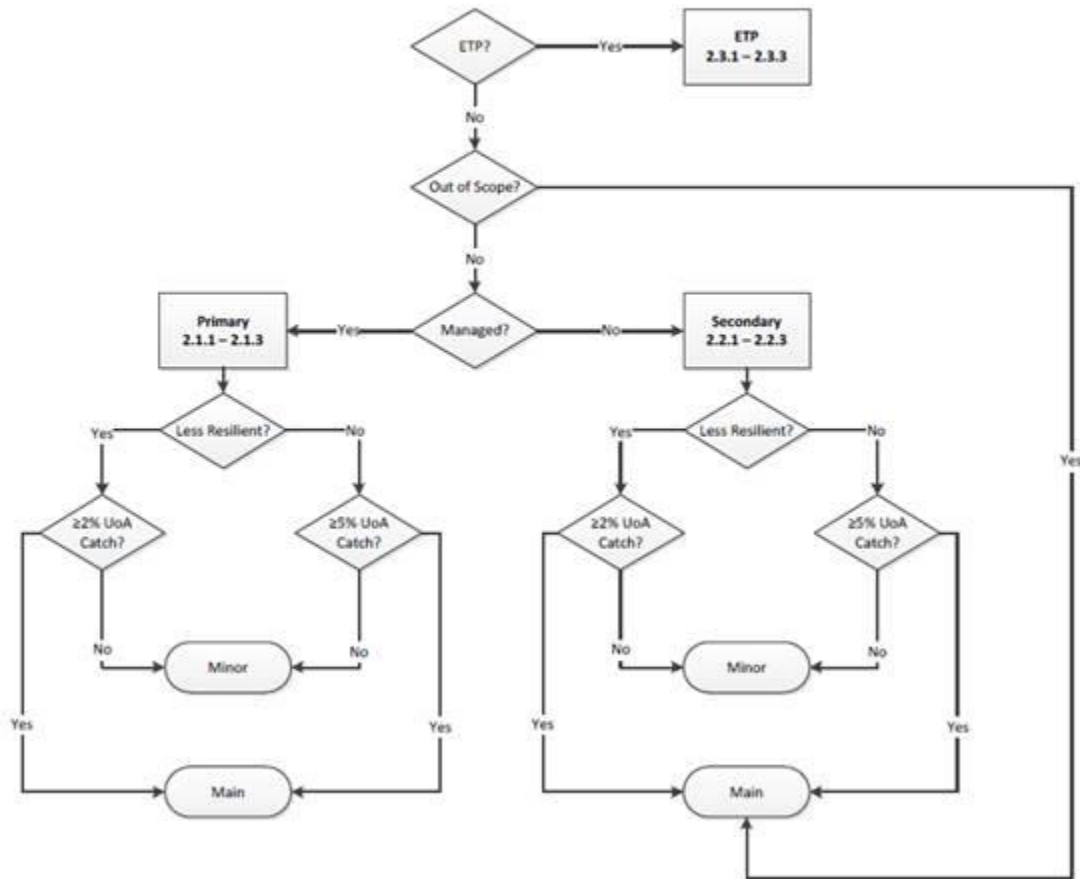 ETP?
Yes
ETP
2.3.1 – 2.3.3
No
Out of Scope?
No
Primary
2.1.1 – 2.1.3
Yes
Managed?
No
Secondary
2.2.1 – 2.2.3
Yes
Less Resilient?
No
Yes
Less Resilient?
No
Yes
≥2% UoA
Catch?
≥5% UoA
Catch?
≥2% UoA
Catch?
≥5% UoA
Catch?
No
Minor
No
No
Minor
No
Yes
Yes
Yes
Yes
Main
Main